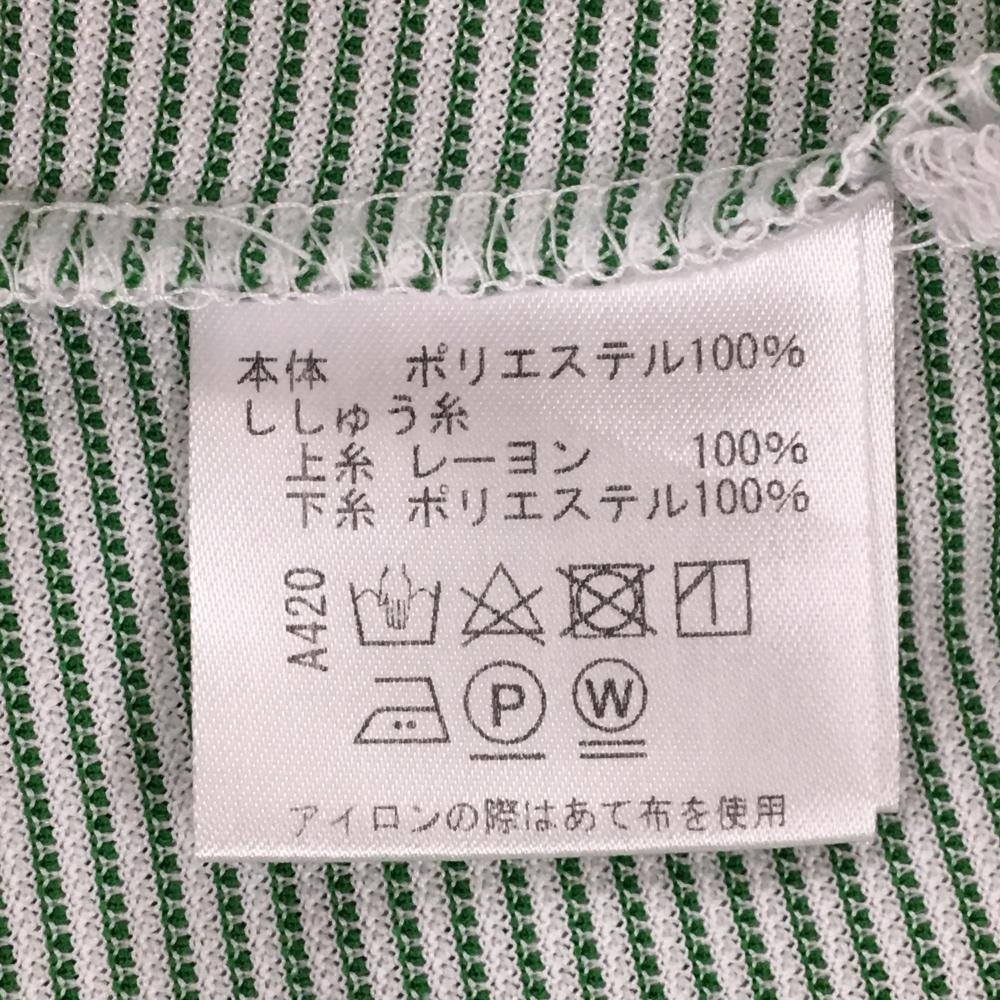 本体 ポリエステル100%
ししゅう糸
上糸 レーヨン 100%
下糸 ポリエステル100%
A420
P W
アイロンの際はあて布を使用